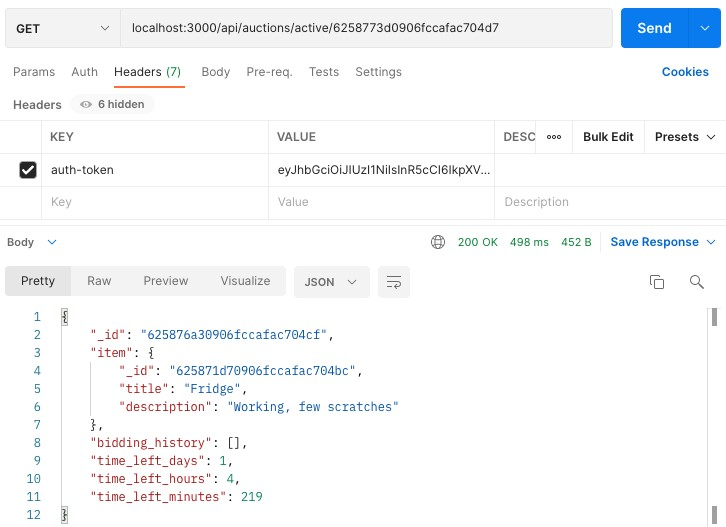 GET localhost:3000/api/auctions/active/6258773d0906fccafac704d7 Send
Params Auth Headers (7) Body Pre-req. Tests Settings Cookies
Headers 6 hidden
KEY VALUE DESC ooo Bulk Edit Presets
auth-token eyJhbGciOiJIUzI1NiIsInR5cCI6IkpXV...
Key Value Description
Body 200 OK 498 ms 452 B Save Response
Pretty Raw Preview Visualize JSON
1 {
2 "_id": "625876a30906fccafac704cf",
3 "item": {
4 "_id": "625871d70906fccafac704bc",
5 "title": "Fridge",
6 "description": "Working, few scratches"
7 },
8 "bidding_history": [],
9 "time_left_days": 1,
10 "time_left_hours": 4,
11 "time_left_minutes": 219
12 }